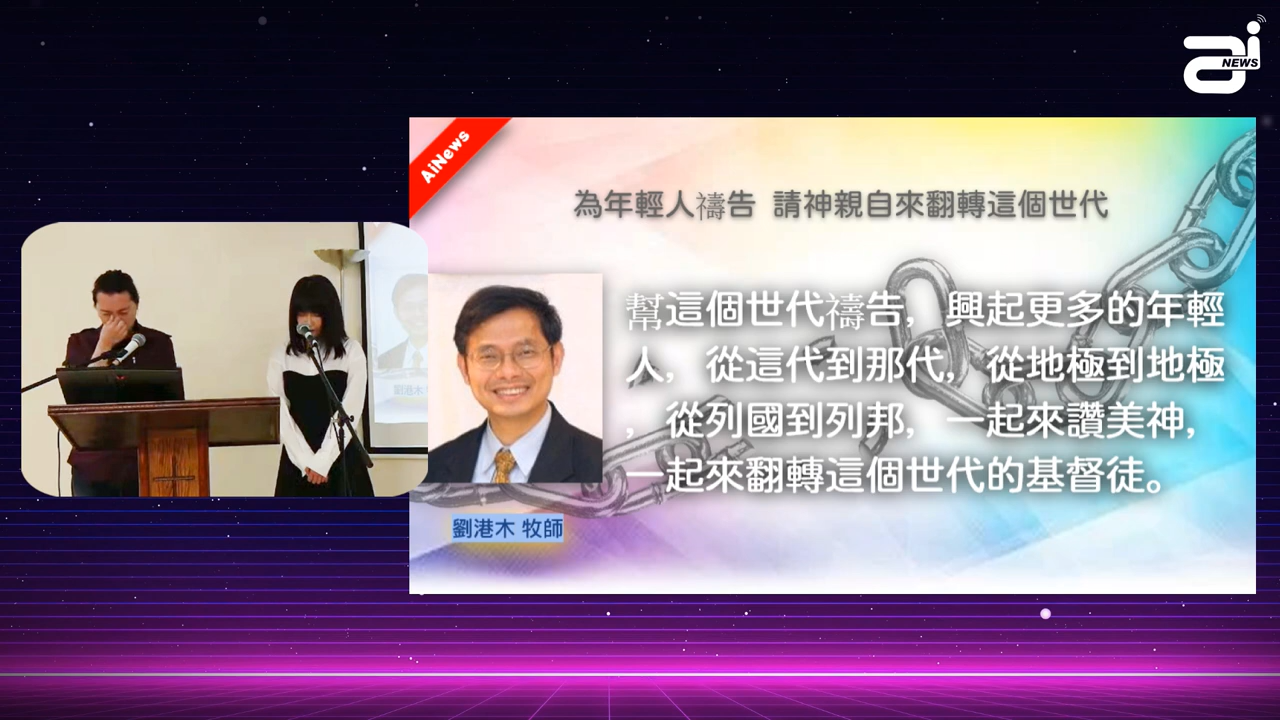 ai NEWS
AiNews
為年輕人禱告 請神親自來翻轉這個世代
幫這個世代禱告，興起更多的年輕
人，從這代到那代，從地極到地極
，從列國到列邦，一起來讚美神，
一起來翻轉這個世代的基督徒。
劉港木 牧師
劉港木